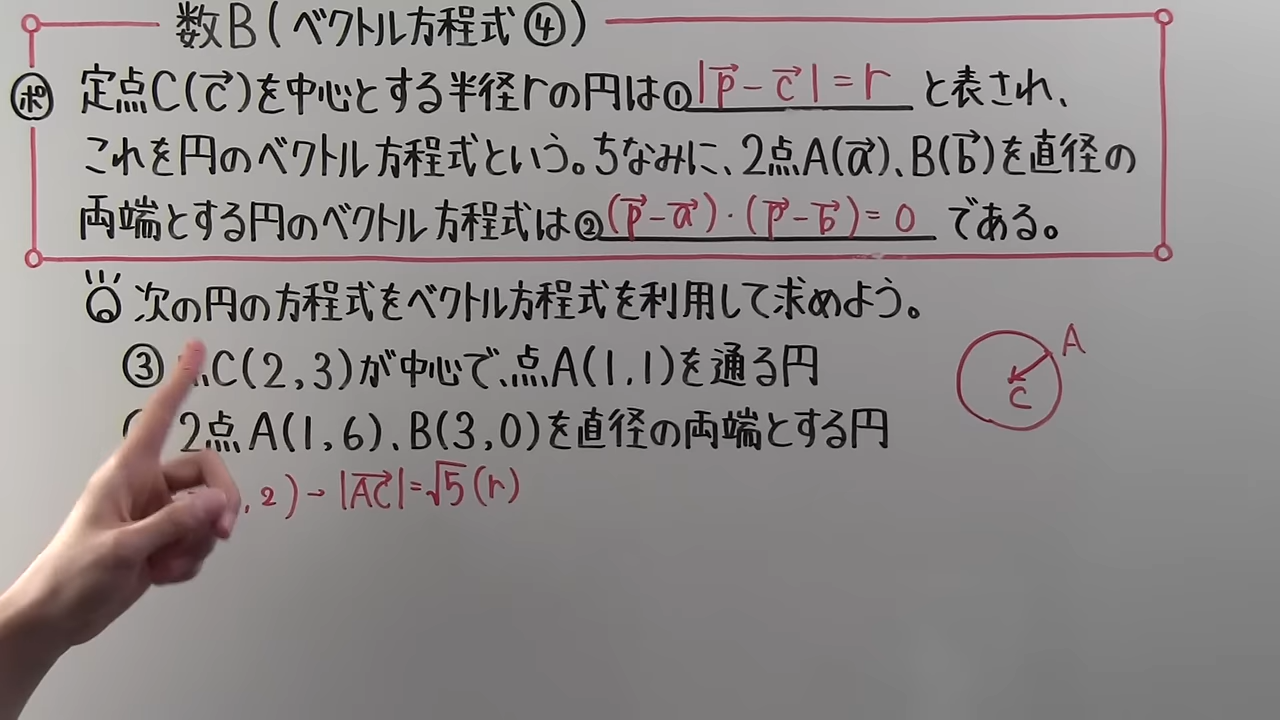 数B(ベクトル方程式④)
ポ 定点C(c→)を中心とする半径rの円は①|p→-c→|=r と表され、
これを円のベクトル方程式という。ちなみに、2点A(a→)、B(b→)を直径の
両端とする円のベクトル方程式は②(p→-a→)・(p→-b→)=0 である。
Q 次の円の方程式をベクトル方程式を利用して求めよう。
③ C(2,3)が中心で、点A(1,1)を通る円
2点A(1,6)、B(3,0)を直径の両端とする円
,2)→|AC→|=√5(r)
A
C